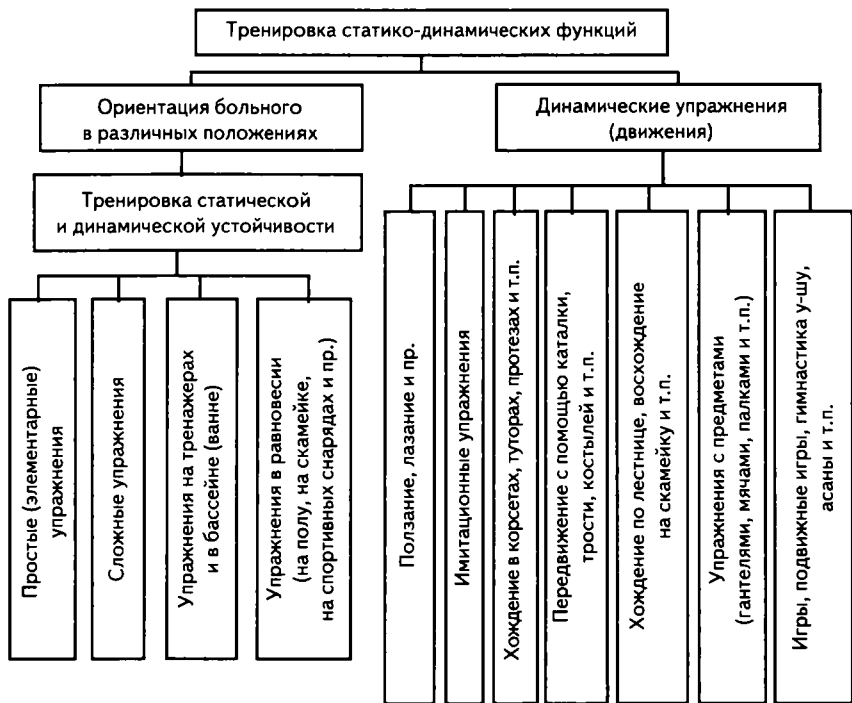 Тренировка статико-динамических функций
Ориентация больного
в различных положениях
Динамические упражнения
(движения)
Тренировка статической
и динамической устойчивости
Простые (элементарные)
упражнения
Сложные упражнения
Упражнения на тренажерах
и в бассейне (ванне)
Упражнения в равновесии
(на полу, на скамейке,
на спортивных снарядах и пр.)
Ползание, лазание и пр.
Имитационные упражнения
Хождение в корсетах, туторах, протезах и т.п.
Передвижение с помощью каталки,
трости, костылей и т.п.
Хождение по лестнице, восхождение
на скамейку и т.п.
Упражнения с предметами
(гантелями, мячами, палками и т.п.)
Игры, подвижные игры, гимнастика у-шу,
асаны и т.п.